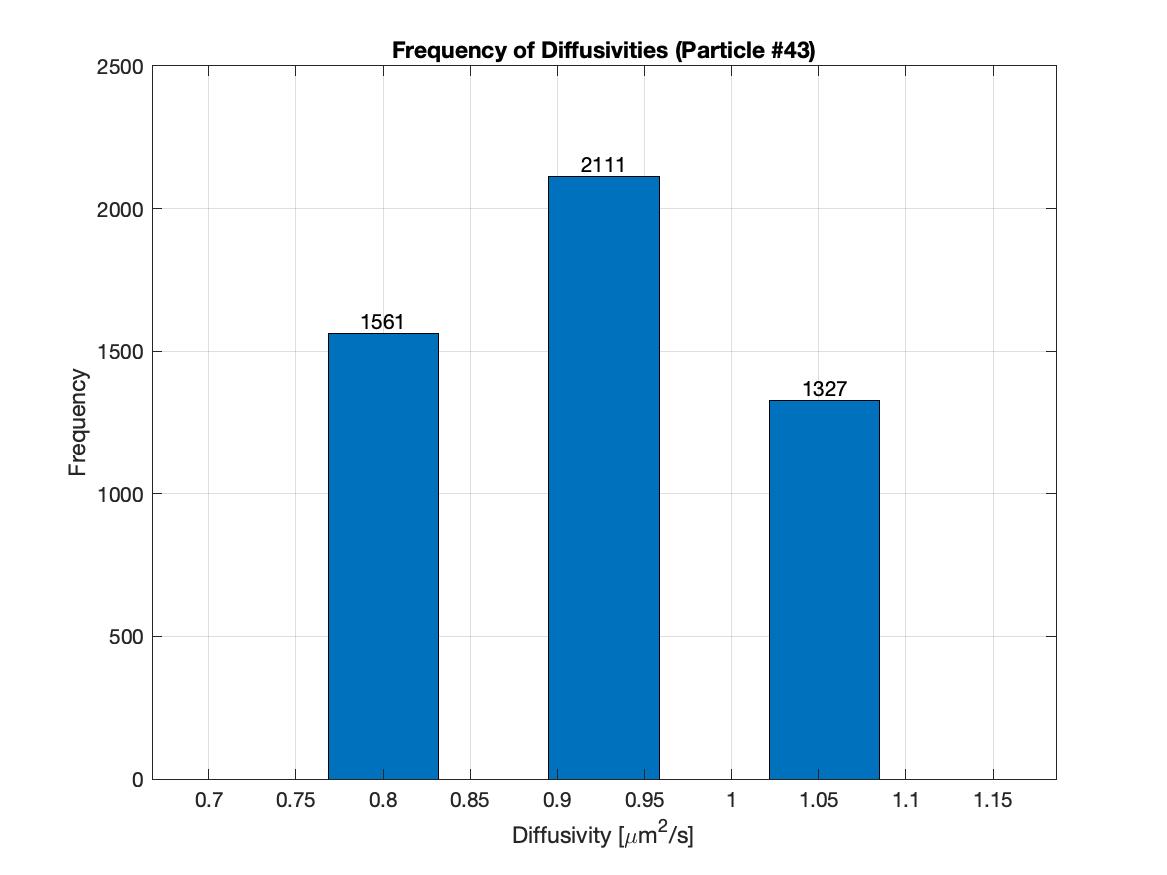 Frequency of Diffusivities (Particle #43)
2500
2000
1500
1000
500
0
Frequency
1561
2111
1327
0.7 0.75 0.8 0.85 0.9 0.95 1 1.05 1.1 1.15
Diffusivity [μm²/s]